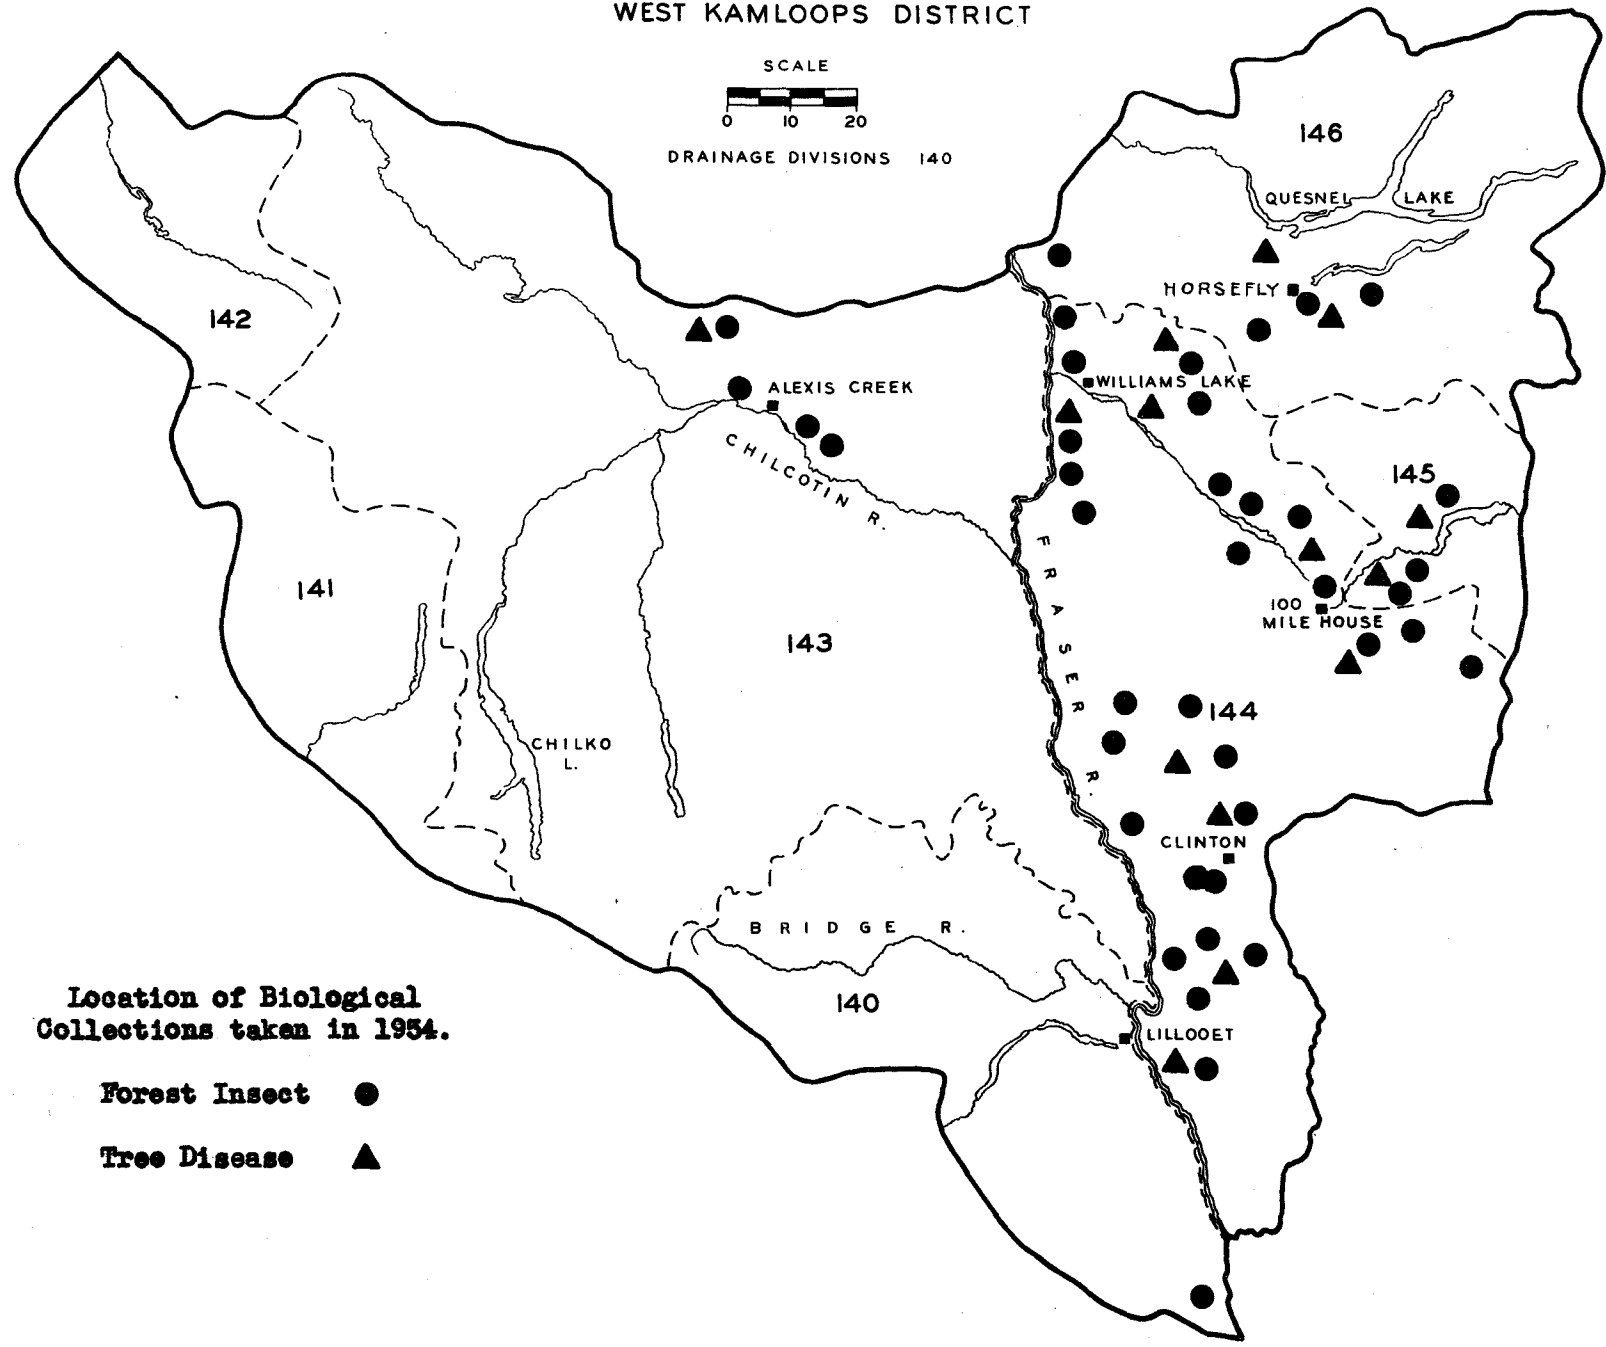 WEST KAMLOOPS DISTRICT
SCALE
0 10 20
DRAINAGE DIVISIONS 140
146
QUESNEL LAKE
HORSEFLY
142
WILLIAMS LAKE
ALEXIS CREEK
CHILCOTIN R.
145
FRASER R.
141
100
MILE HOUSE
143
144
CHILKO
L.
CLINTON
BRIDGE R.
140
LILLOOET
Location of Biological
Collections taken in 1954.
Forest Insect
Tree Disease